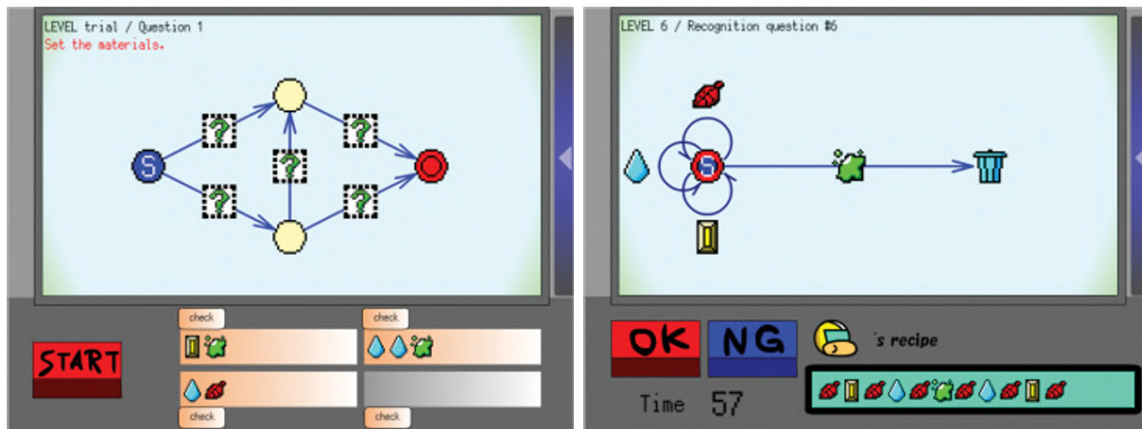 LEVEL trial / Question 1
Set the materials.
?
?
?
S
?
?
check
check
START
check
check
LEVEL 6 / Recognition question #6
S
OK
NG
's recipe
Time 57